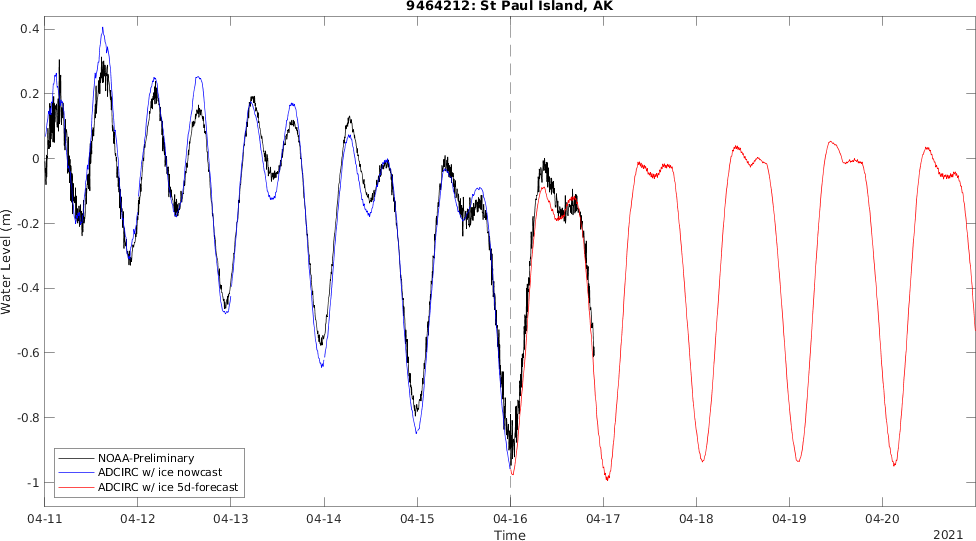 9464212: St Paul Island, AK
Water Level (m)
0.4
0.2
0
-0.2
-0.4
-0.6
-0.8
-1
NOAA-Preliminary
ADCIRC w/ ice nowcast
ADCIRC w/ ice 5d-forecast
04-11 04-12 04-13 04-14 04-15 04-16 04-17 04-18 04-19 04-20
Time
2021